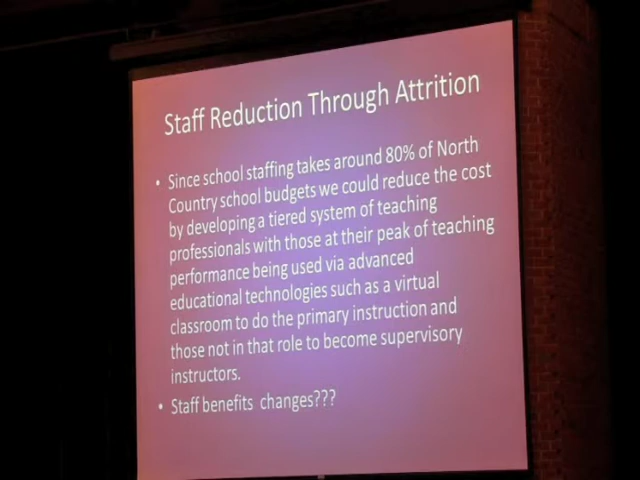 Staff Reduction Through Attrition
• Since school staffing takes around 80% of North
Country school budgets we could reduce the cost
by developing a tiered system of teaching
professionals with those at their peak of teaching
performance being used via advanced
educational technologies such as a virtual
classroom to do the primary instruction and
those not in that role to become supervisory
instructors.
• Staff benefits changes???